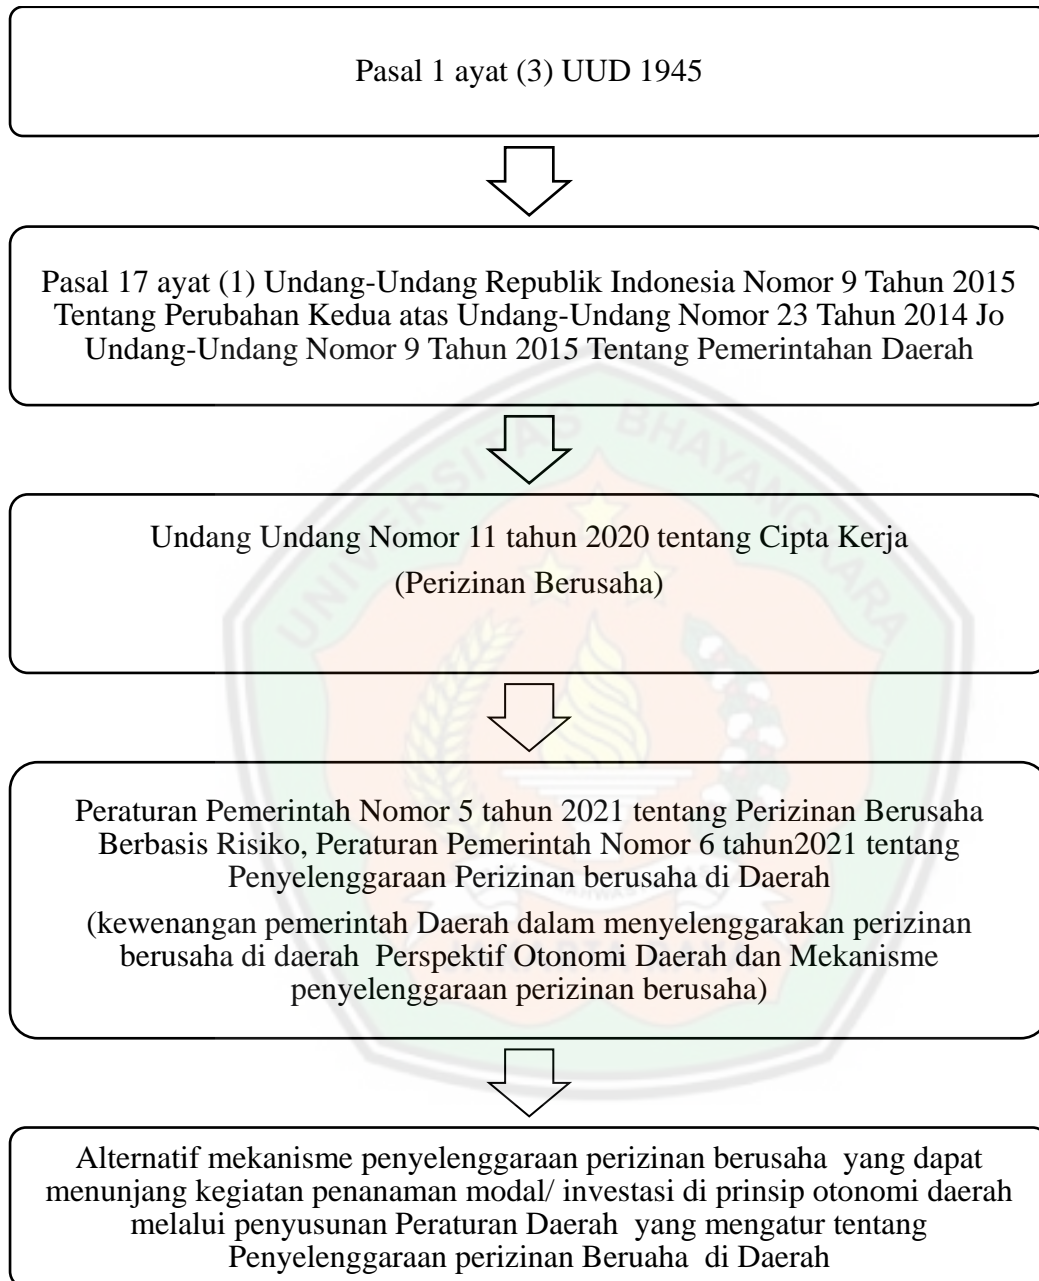 Pasal 1 ayat (3) UUD 1945
Pasal 17 ayat (1) Undang-Undang Republik Indonesia Nomor 9 Tahun 2015
Tentang Perubahan Kedua atas Undang-Undang Nomor 23 Tahun 2014 Jo
Undang-Undang Nomor 9 Tahun 2015 Tentang Pemerintahan Daerah
UNIVERSITAS BHAYANGKARA
Undang Undang Nomor 11 tahun 2020 tentang Cipta Kerja
(Perizinan Berusaha)
Peraturan Pemerintah Nomor 5 tahun 2021 tentang Perizinan Berusaha
Berbasis Risiko, Peraturan Pemerintah Nomor 6 tahun2021 tentang
Penyelenggaraan Perizinan berusaha di Daerah
(kewenangan pemerintah Daerah dalam menyelenggarakan perizinan
berusaha di daerah  Perspektif Otonomi Daerah dan Mekanisme
penyelenggaraan perizinan berusaha)
Alternatif mekanisme penyelenggaraan perizinan berusaha  yang dapat
menunjang kegiatan penanaman modal/ investasi di prinsip otonomi daerah
melalui penyusunan Peraturan Daerah  yang mengatur tentang
Penyelenggaraan perizinan Beruaha  di Daerah